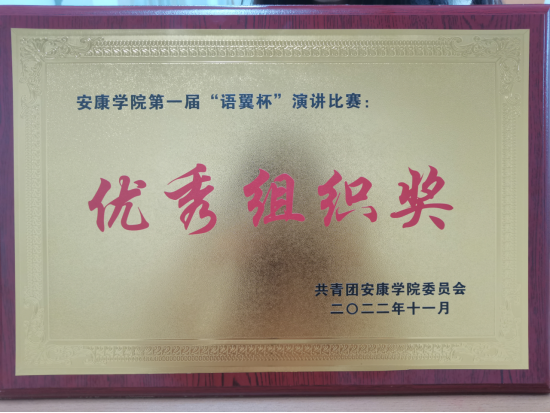 安康学院第一届“语翼杯”演讲比赛：
优秀组织奖
共青团安康学院委员会
二〇二二年十一月